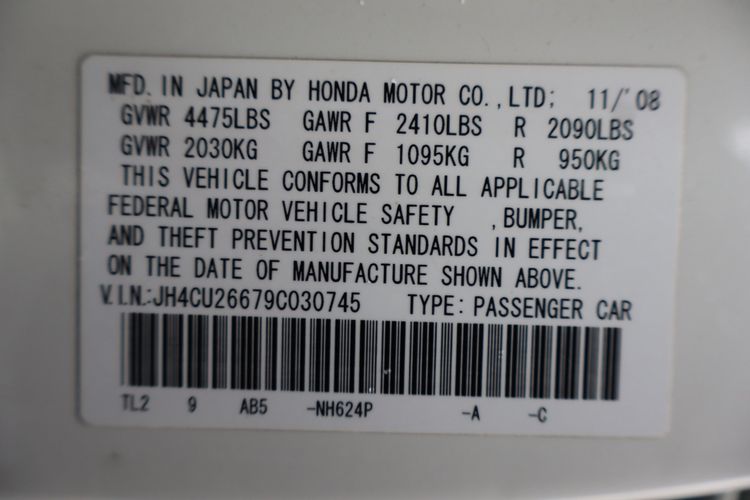 MFD. IN JAPAN BY HONDA MOTOR CO.,LTD; 11/'08
GVWR 4475LBS GAWR F 2410LBS R 2090LBS
GVWR 2030KG GAWR F 1095KG R 950KG
THIS VEHICLE CONFORMS TO ALL APPLICABLE
FEDERAL MOTOR VEHICLE SAFETY ,BUMPER,
AND THEFT PREVENTION STANDARDS IN EFFECT
ON THE DATE OF MANUFACTURE SHOWN ABOVE.
V.I.N.:JH4CU26679C030745 TYPE: PASSENGER CAR
TL2 9 AB5 -NH624P -A -C